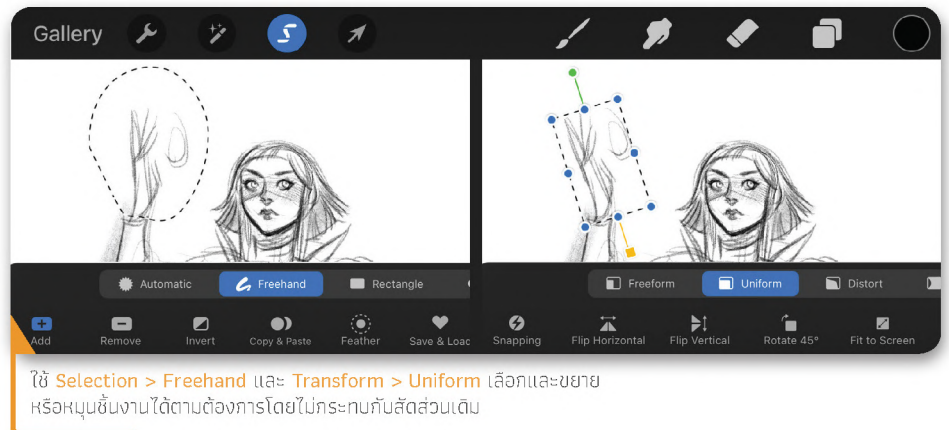 Gallery
Automatic
Freehand
Rectangle
Freeform
Uniform
Distort
Add
Remove
Invert
Copy & Paste
Feather
Save & Loac
Snapping
Flip Horizontal
Flip Vertical
Rotate 45°
Fit to Screen
ใช้ Selection > Freehand และ Transform > Uniform เลือกและขยาย
หรือหมุนชิ้นงานได้ตามต้องการโดยไม่กระทบกับสัดส่วนเดิม